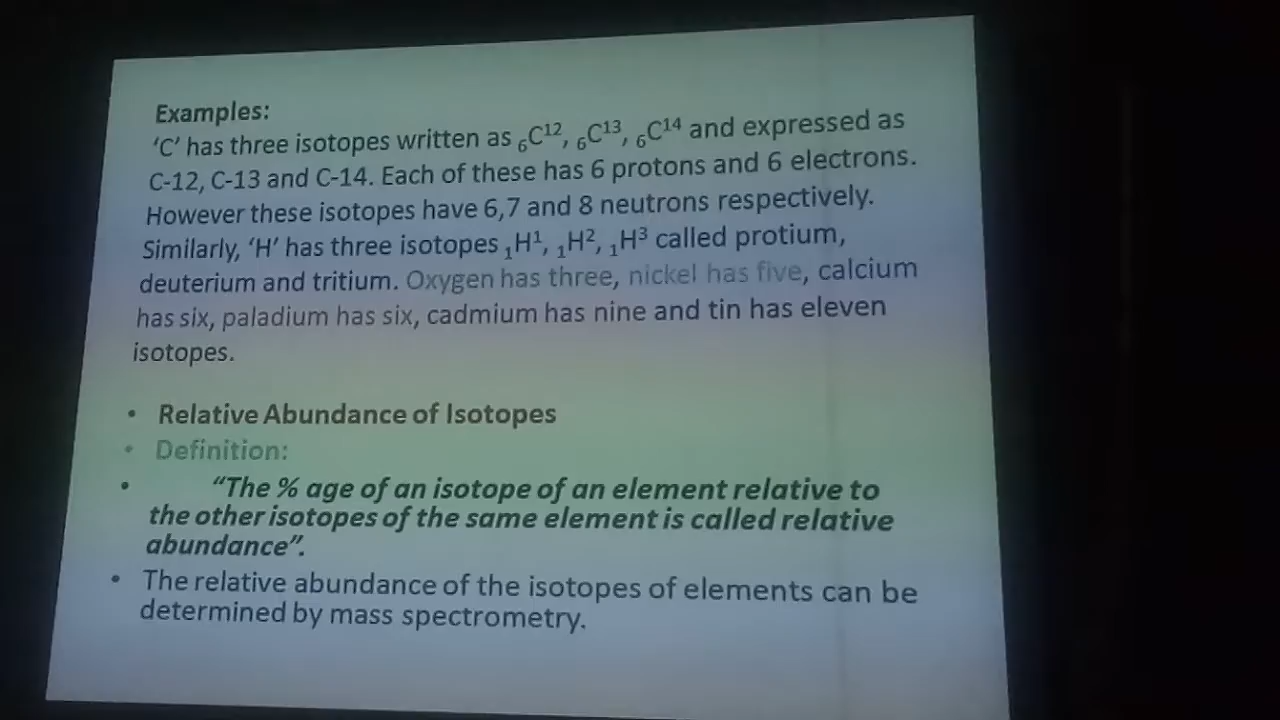 Examples:
‘C’ has three isotopes written as ₆C¹², ₆C¹³, ₆C¹⁴ and expressed as
C-12, C-13 and C-14. Each of these has 6 protons and 6 electrons.
However these isotopes have 6,7 and 8 neutrons respectively.
Similarly, ‘H’ has three isotopes ₁H¹, ₁H², ₁H³ called protium,
deuterium and tritium. Oxygen has three, nickel has five, calcium
has six, paladium has six, cadmium has nine and tin has eleven
isotopes.
• Relative Abundance of Isotopes
• Definition:
• “The % age of an isotope of an element relative to
the other isotopes of the same element is called relative
abundance”.
• The relative abundance of the isotopes of elements can be
determined by mass spectrometry.